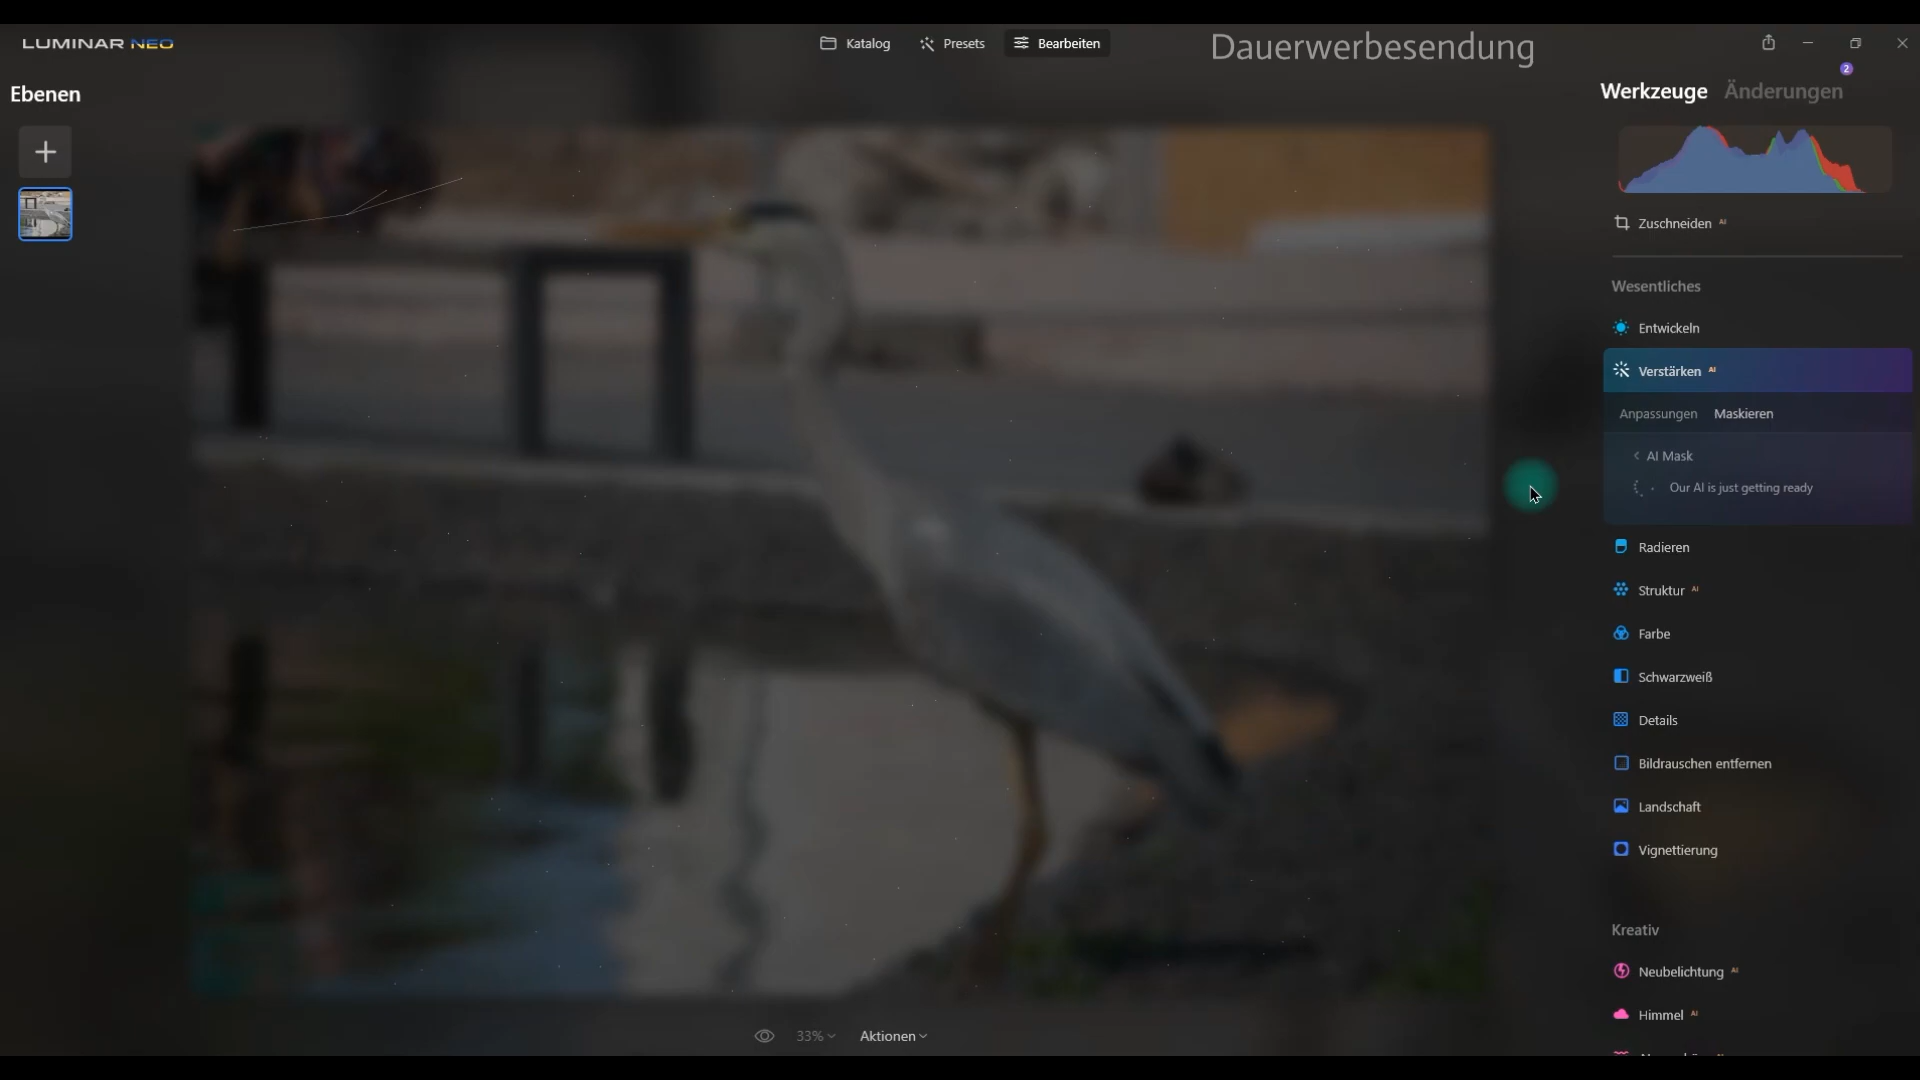 LUMINAR NEO
Katalog
Presets
Bearbeiten
Dauerwerbesendung
2
Ebenen
Werkzeuge
Änderungen
Zuschneiden AI
Wesentliches
Entwickeln
Verstärken AI
Anpassungen
Maskieren
AI Mask
Our AI is just getting ready
Radieren
Struktur AI
Farbe
Schwarzweiß
Details
Bildrauschen entfernen
Landschaft
Vignettierung
Kreativ
Neubelichtung AI
Himmel AI
33%
Aktionen